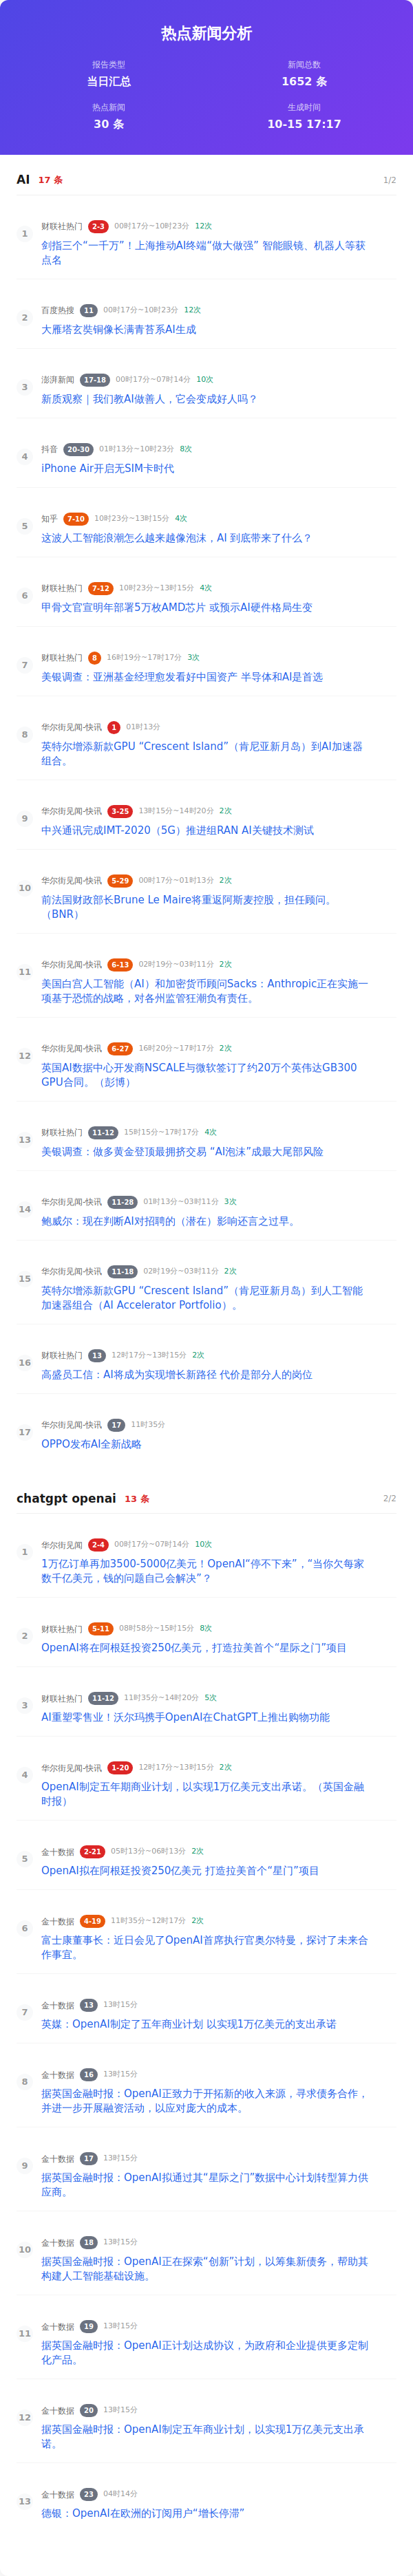 热点新闻分析
报告类型
当日汇总
新闻总数
1652 条
热点新闻
30 条
生成时间
10-15 17:17
AI 17 条 1/2
1
财联社热门 2-3 00时17分~10时23分 12次
剑指三个“一千万”！上海推动AI终端“做大做强” 智能眼镜、机器人等获
点名
2
百度热搜 11 00时17分~10时23分 12次
大雁塔玄奘铜像长满青苔系AI生成
3
澎湃新闻 17-18 00时17分~07时14分 10次
新质观察｜我们教AI做善人，它会变成好人吗？
4
抖音 20-30 01时13分~10时23分 8次
iPhone Air开启无SIM卡时代
5
知乎 7-10 10时23分~13时15分 4次
这波人工智能浪潮怎么越来越像泡沫，AI 到底带来了什么？
6
财联社热门 7-12 10时23分~13时15分 4次
甲骨文官宣明年部署5万枚AMD芯片 或预示AI硬件格局生变
7
财联社热门 8 16时19分~17时17分 3次
美银调查：亚洲基金经理愈发看好中国资产 半导体和AI是首选
8
华尔街见闻-快讯 1 01时13分
英特尔增添新款GPU “Crescent Island”（肯尼亚新月岛）到AI加速器
组合。
9
华尔街见闻-快讯 3-25 13时15分~14时20分 2次
中兴通讯完成IMT-2020（5G）推进组RAN AI关键技术测试
10
华尔街见闻-快讯 5-29 00时17分~01时13分 2次
前法国财政部长Brune Le Maire将重返阿斯麦控股，担任顾问。
（BNR）
11
华尔街见闻-快讯 6-13 02时19分~03时11分 2次
美国白宫人工智能（AI）和加密货币顾问Sacks：Anthropic正在实施一
项基于恐慌的战略，对各州监管狂潮负有责任。
12
华尔街见闻-快讯 6-27 16时20分~17时17分 2次
英国AI数据中心开发商NSCALE与微软签订了约20万个英伟达GB300
GPU合同。（彭博）
13
财联社热门 11-12 15时15分~17时17分 4次
美银调查：做多黄金登顶最拥挤交易 “AI泡沫”成最大尾部风险
14
华尔街见闻-快讯 11-28 01时13分~03时11分 3次
鲍威尔：现在判断AI对招聘的（潜在）影响还言之过早。
15
华尔街见闻-快讯 11-18 02时19分~03时11分 2次
英特尔增添新款GPU “Crescent Island”（肯尼亚新月岛）到人工智能
加速器组合（AI Accelerator Portfolio）。
16
财联社热门 13 12时17分~13时15分 2次
高盛员工信：AI将成为实现增长新路径 代价是部分人的岗位
17
华尔街见闻-快讯 17 11时35分
OPPO发布AI全新战略
chatgpt openai 13 条 2/2
1
华尔街见闻 2-4 00时17分~07时14分 10次
1万亿订单再加3500-5000亿美元！OpenAI“停不下来”，“当你欠每家
数千亿美元，钱的问题自己会解决”？
2
财联社热门 5-11 08时58分~15时15分 8次
OpenAI将在阿根廷投资250亿美元，打造拉美首个“星际之门”项目
3
财联社热门 11-12 11时35分~14时20分 5次
AI重塑零售业！沃尔玛携手OpenAI在ChatGPT上推出购物功能
4
华尔街见闻-快讯 1-20 12时17分~13时15分 2次
OpenAI制定五年期商业计划，以实现1万亿美元支出承诺。（英国金融
时报）
5
金十数据 2-21 05时13分~06时13分 2次
OpenAI拟在阿根廷投资250亿美元 打造拉美首个“星门”项目
6
金十数据 4-19 11时35分~12时17分 2次
富士康董事长：近日会见了OpenAI首席执行官奥尔特曼，探讨了未来合
作事宜。
7
金十数据 13 13时15分
英媒：OpenAI制定了五年商业计划 以实现1万亿美元的支出承诺
8
金十数据 16 13时15分
据英国金融时报：OpenAI正致力于开拓新的收入来源，寻求债务合作，
并进一步开展融资活动，以应对庞大的成本。
9
金十数据 17 13时15分
据英国金融时报：OpenAI拟通过其“星际之门”数据中心计划转型算力供
应商。
10
金十数据 18 13时15分
据英国金融时报：OpenAI正在探索“创新”计划，以筹集新债务，帮助其
构建人工智能基础设施。
11
金十数据 19 13时15分
据英国金融时报：OpenAI正计划达成协议，为政府和企业提供更多定制
化产品。
12
金十数据 20 13时15分
据英国金融时报：OpenAI制定五年商业计划，以实现1万亿美元支出承
诺。
13
金十数据 23 04时14分
德银：OpenAI在欧洲的订阅用户“增长停滞”